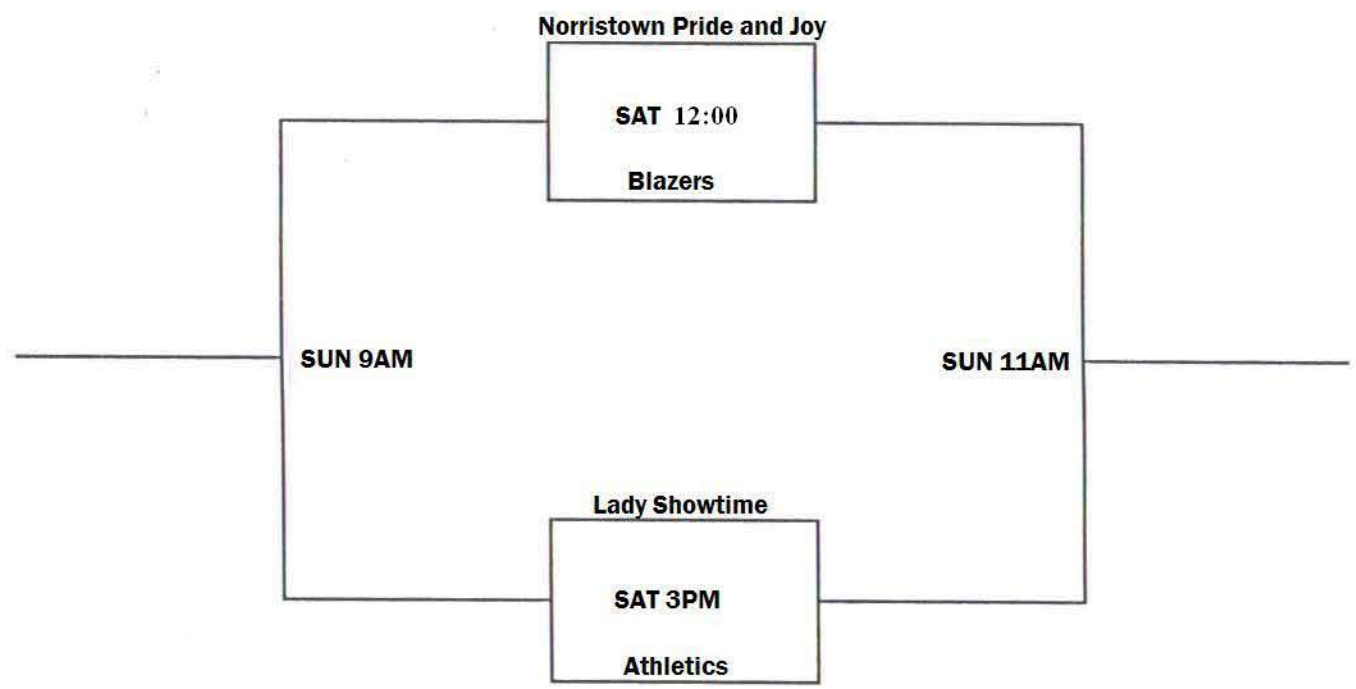 Norristown Pride and Joy
SAT 12:00
Blazers
SUN 9AM
SUN 11AM
Lady Showtime
SAT 3PM
Athletics